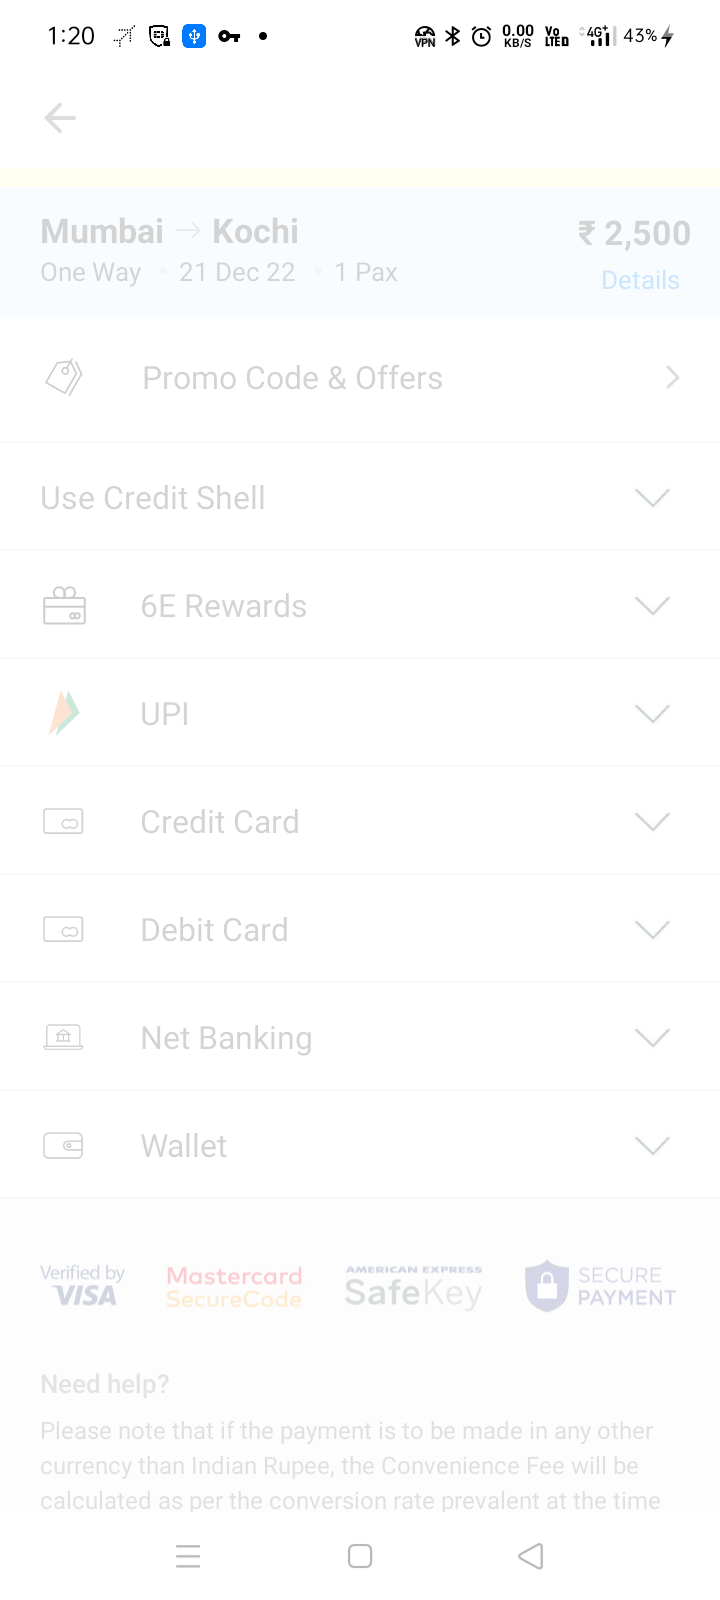 1:20
VPN
0.00
KB/S
Vo
LTED
4G+
43%
Mumbai → Kochi
₹ 2,500
One Way • 21 Dec 22 • 1 Pax
Details
Promo Code & Offers
Use Credit Shell
6E Rewards
UPI
Credit Card
Debit Card
Net Banking
Wallet
Verified by
VISA
Mastercard
SecureCode
AMERICAN EXPRESS
SafeKey
SECURE
PAYMENT
Need help?
Please note that if the payment is to be made in any other
currency than Indian Rupee, the Convenience Fee will be
calculated as per the conversion rate prevalent at the time